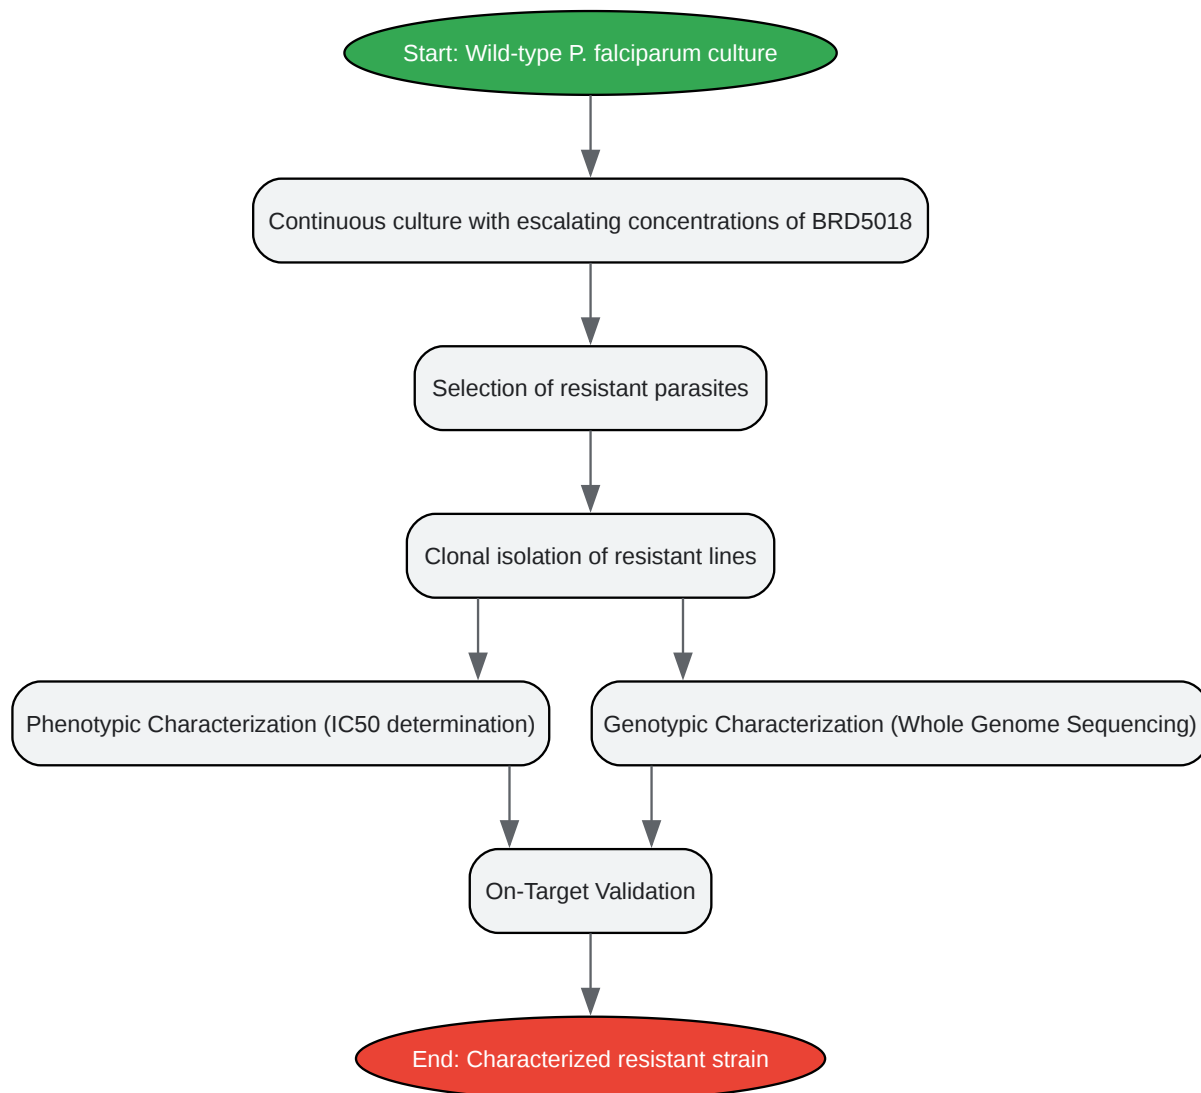 Start: Wild-type P. falciparum culture
Continuous culture with escalating concentrations of BRD5018
Selection of resistant parasites
Clonal isolation of resistant lines
Phenotypic Characterization (IC50 determination)
Genotypic Characterization (Whole Genome Sequencing)
On-Target Validation
End: Characterized resistant strain